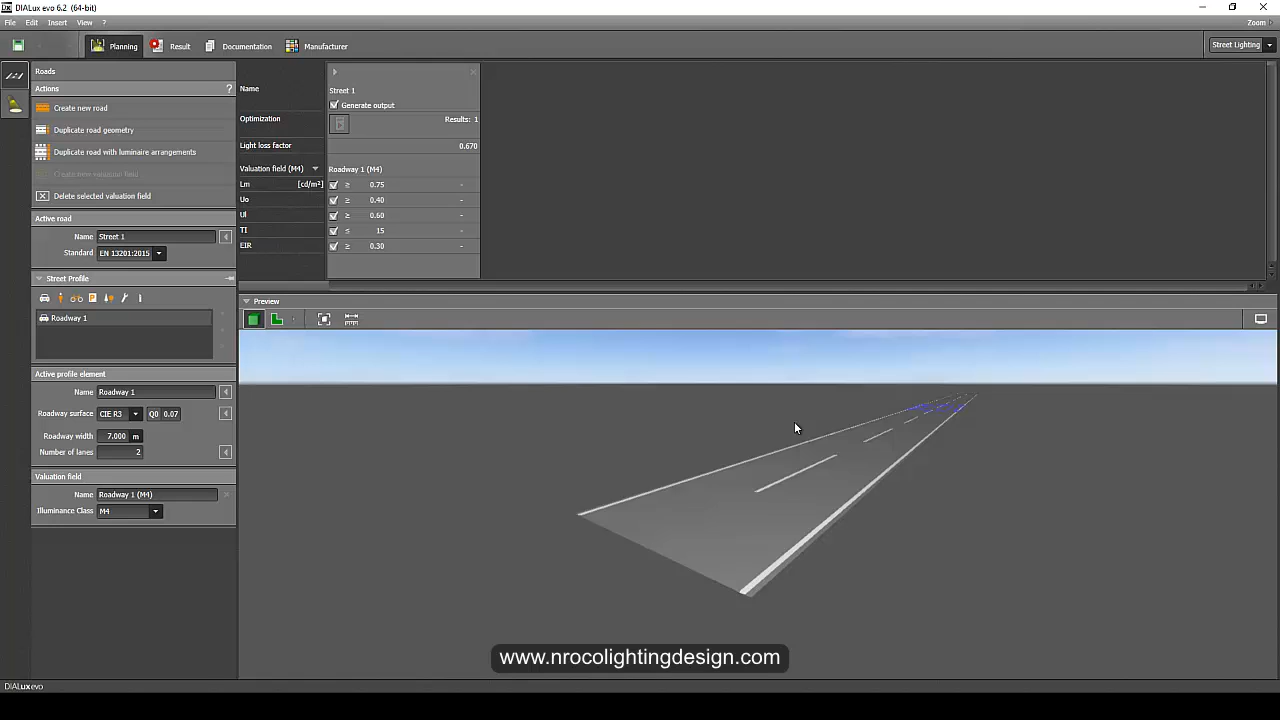 DIALux evo 6.2 (64-bit)
File Edit Insert View ?
Zoom
Planning Result Documentation Manufacturer
Street Lighting
Roads
Actions ?
Create new road
Duplicate road geometry
Duplicate road with luminaire arrangements
Create new valuation field
Delete selected valuation field
Active road
Name Street 1
Standard EN 13201:2015
Street Profile
Roadway 1
Active profile element
Name Roadway 1
Roadway surface CIE R3 Q0 0.07
Roadway width 7.000 m
Number of lanes 2
Valuation field
Name Roadway 1 (M4)
Illuminance Class M4
Name Street 1
Generate output
Optimization Results: 1
Light loss factor 0.670
Valuation field (M4) Roadway 1 (M4)
Lm [cd/m²] ≥ 0.75 -
Uo ≥ 0.40 -
Ul ≥ 0.60 -
TI ≤ 15 -
EIR ≥ 0.30 -
Preview
www.nrocolightingdesign.com
DIALux evo